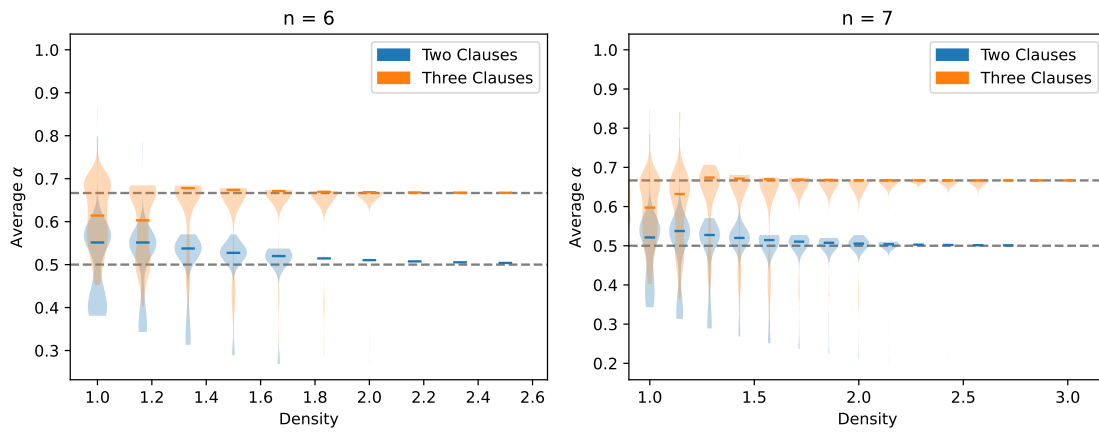 n = 6
1.0
0.9
0.8
0.7
0.6
0.5
0.4
0.3
Average α
Two Clauses
Three Clauses
1.0 1.2 1.4 1.6 1.8 2.0 2.2 2.4 2.6
Density
n = 7
1.0
0.9
0.8
0.7
0.6
0.5
0.4
0.3
0.2
Average α
Two Clauses
Three Clauses
1.0 1.5 2.0 2.5 3.0
Density